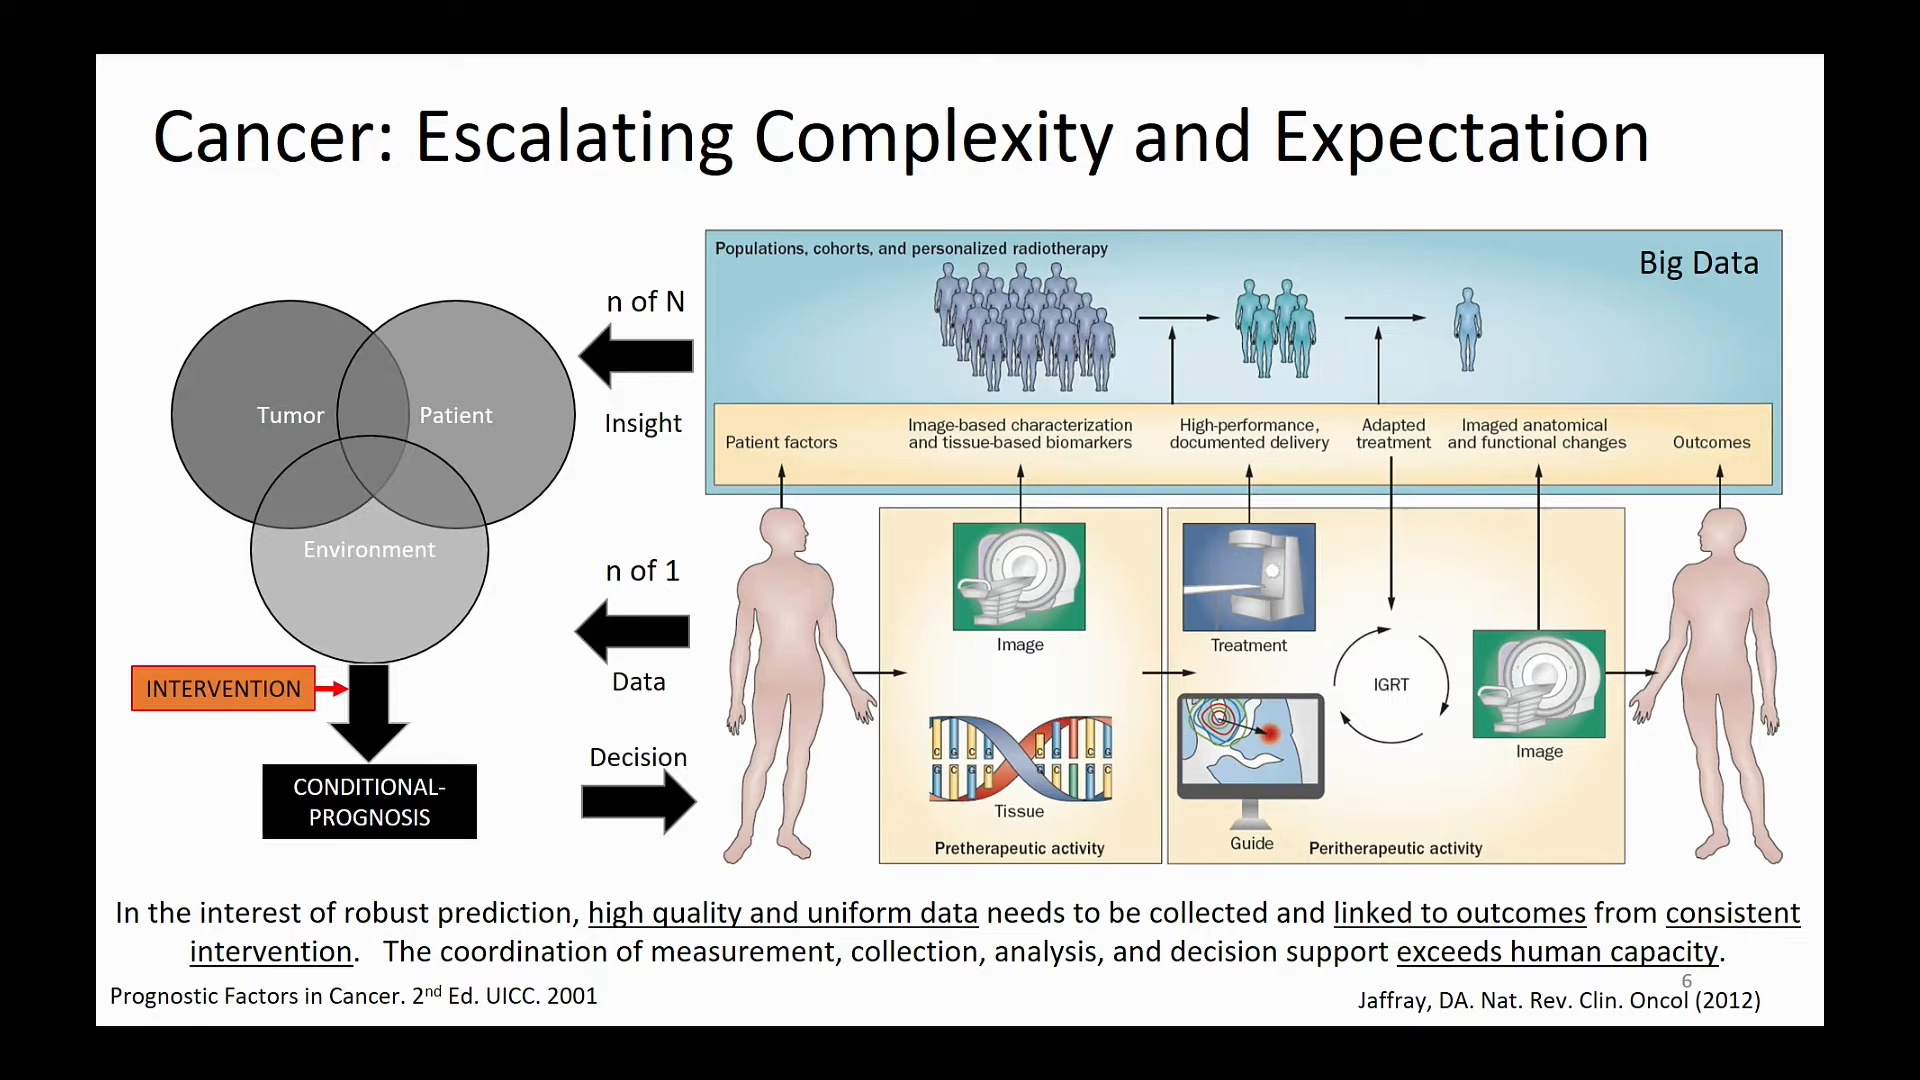 Cancer: Escalating Complexity and Expectation
Tumor
Patient
Environment
INTERVENTION
CONDITIONAL-
PROGNOSIS
n of N
Insight
n of 1
Data
Decision
Populations, cohorts, and personalized radiotherapy
Big Data
Patient factors
Image-based characterization
and tissue-based biomarkers
High-performance,
documented delivery
Adapted
treatment
Imaged anatomical
and functional changes
Outcomes
Image
C G C G C G C G
G C G C G C G C
Tissue
Pretherapeutic activity
Treatment
IGRT
Guide
Image
Peritherapeutic activity
In the interest of robust prediction, high quality and uniform data needs to be collected and linked to outcomes from consistent
intervention.   The coordination of measurement, collection, analysis, and decision support exceeds human capacity.
Prognostic Factors in Cancer. 2nd Ed. UICC. 2001
6
Jaffray, DA. Nat. Rev. Clin. Oncol (2012)